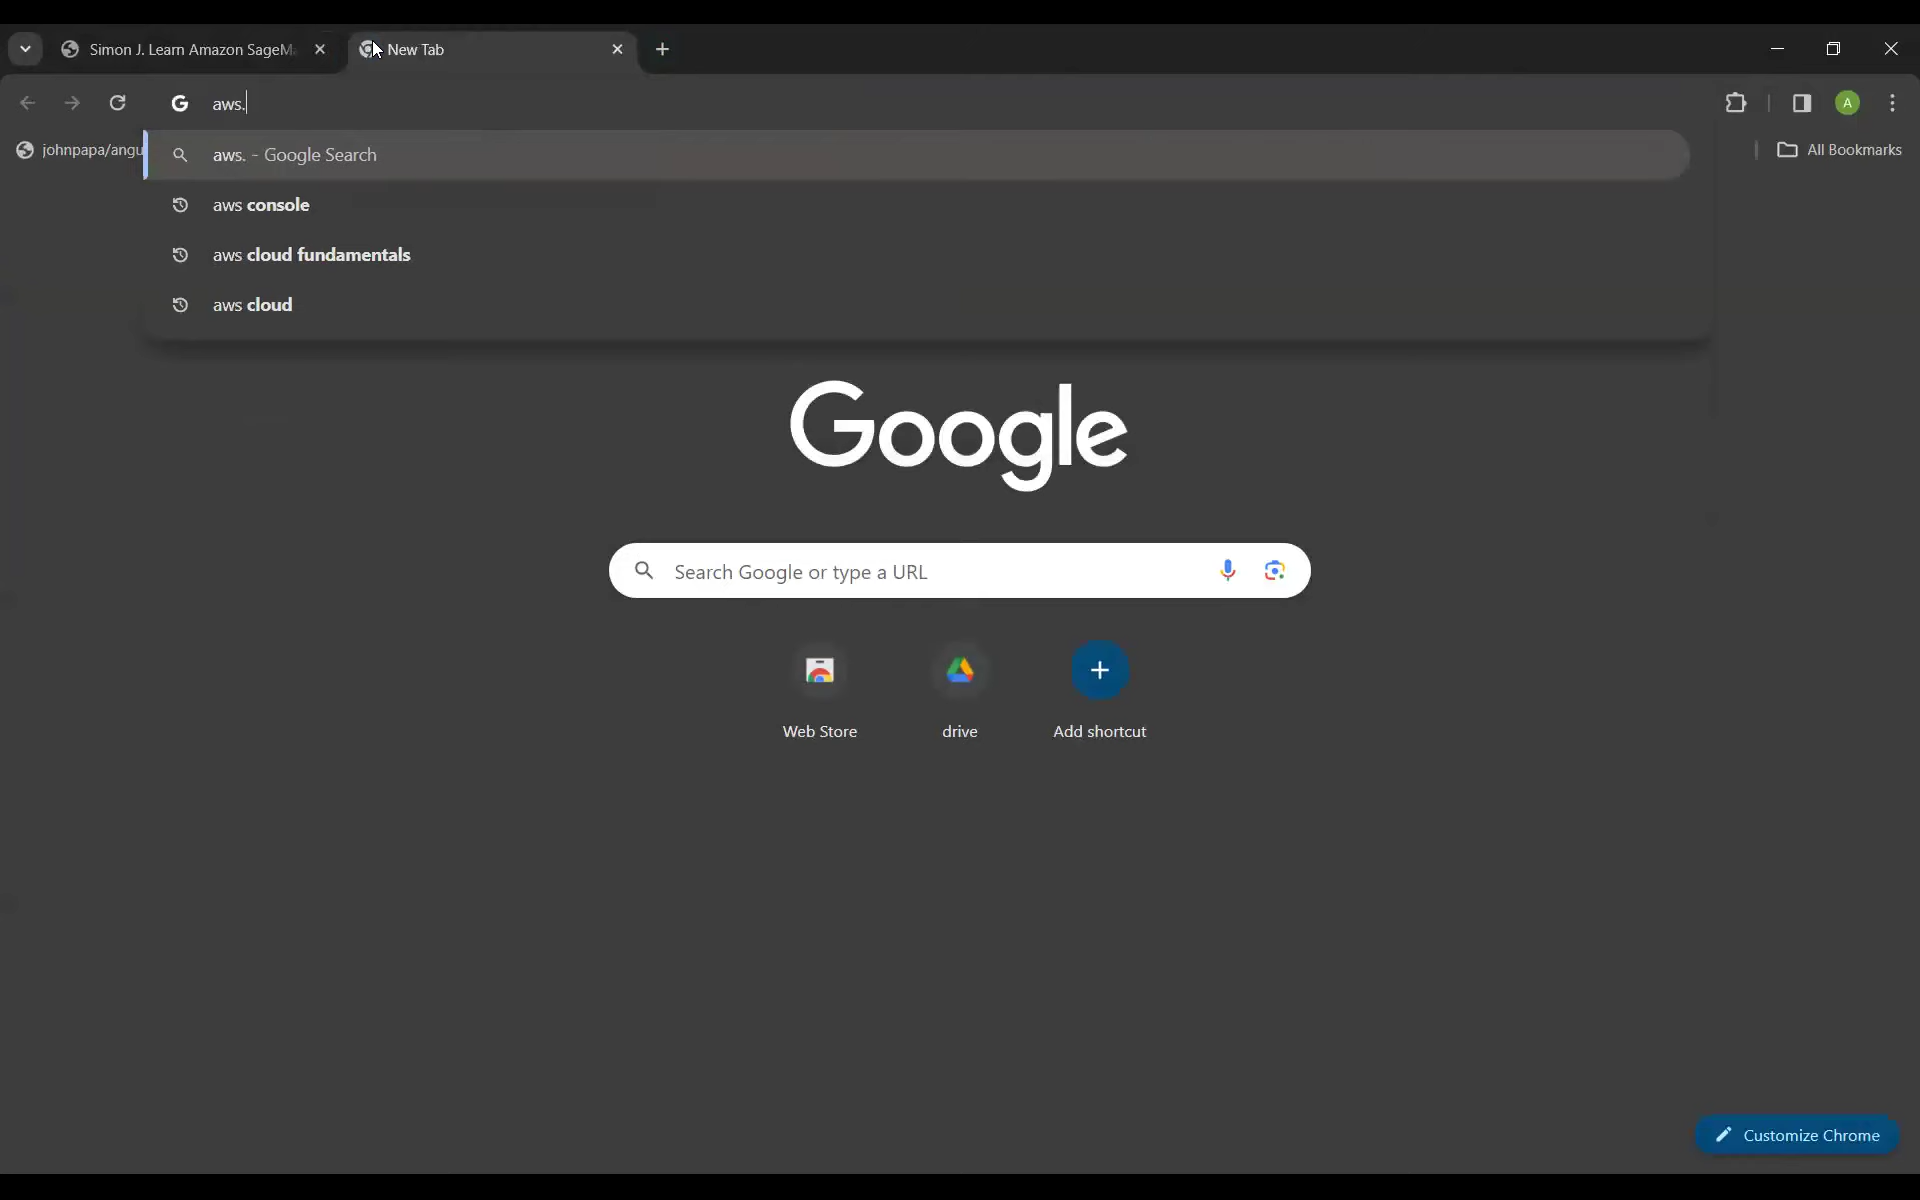 Simon J. Learn Amazon SageM
New Tab
aws.
johnpapa/angu
All Bookmarks
aws. - Google Search
aws console
aws cloud fundamentals
aws cloud
Google
Search Google or type a URL
Web Store
drive
Add shortcut
A
Customize Chrome